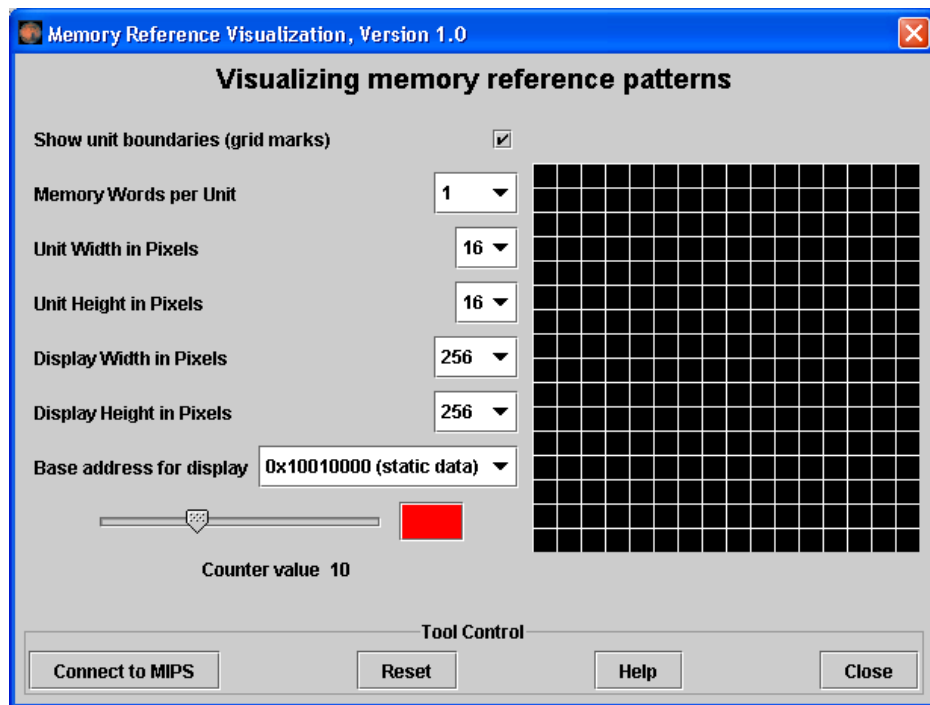 Memory Reference Visualization, Version 1.0
Visualizing memory reference patterns
Show unit boundaries (grid marks)
Memory Words per Unit 1
Unit Width in Pixels 16
Unit Height in Pixels 16
Display Width in Pixels 256
Display Height in Pixels 256
Base address for display 0x10010000 (static data)
Counter value 10
Tool Control
Connect to MIPS Reset Help Close